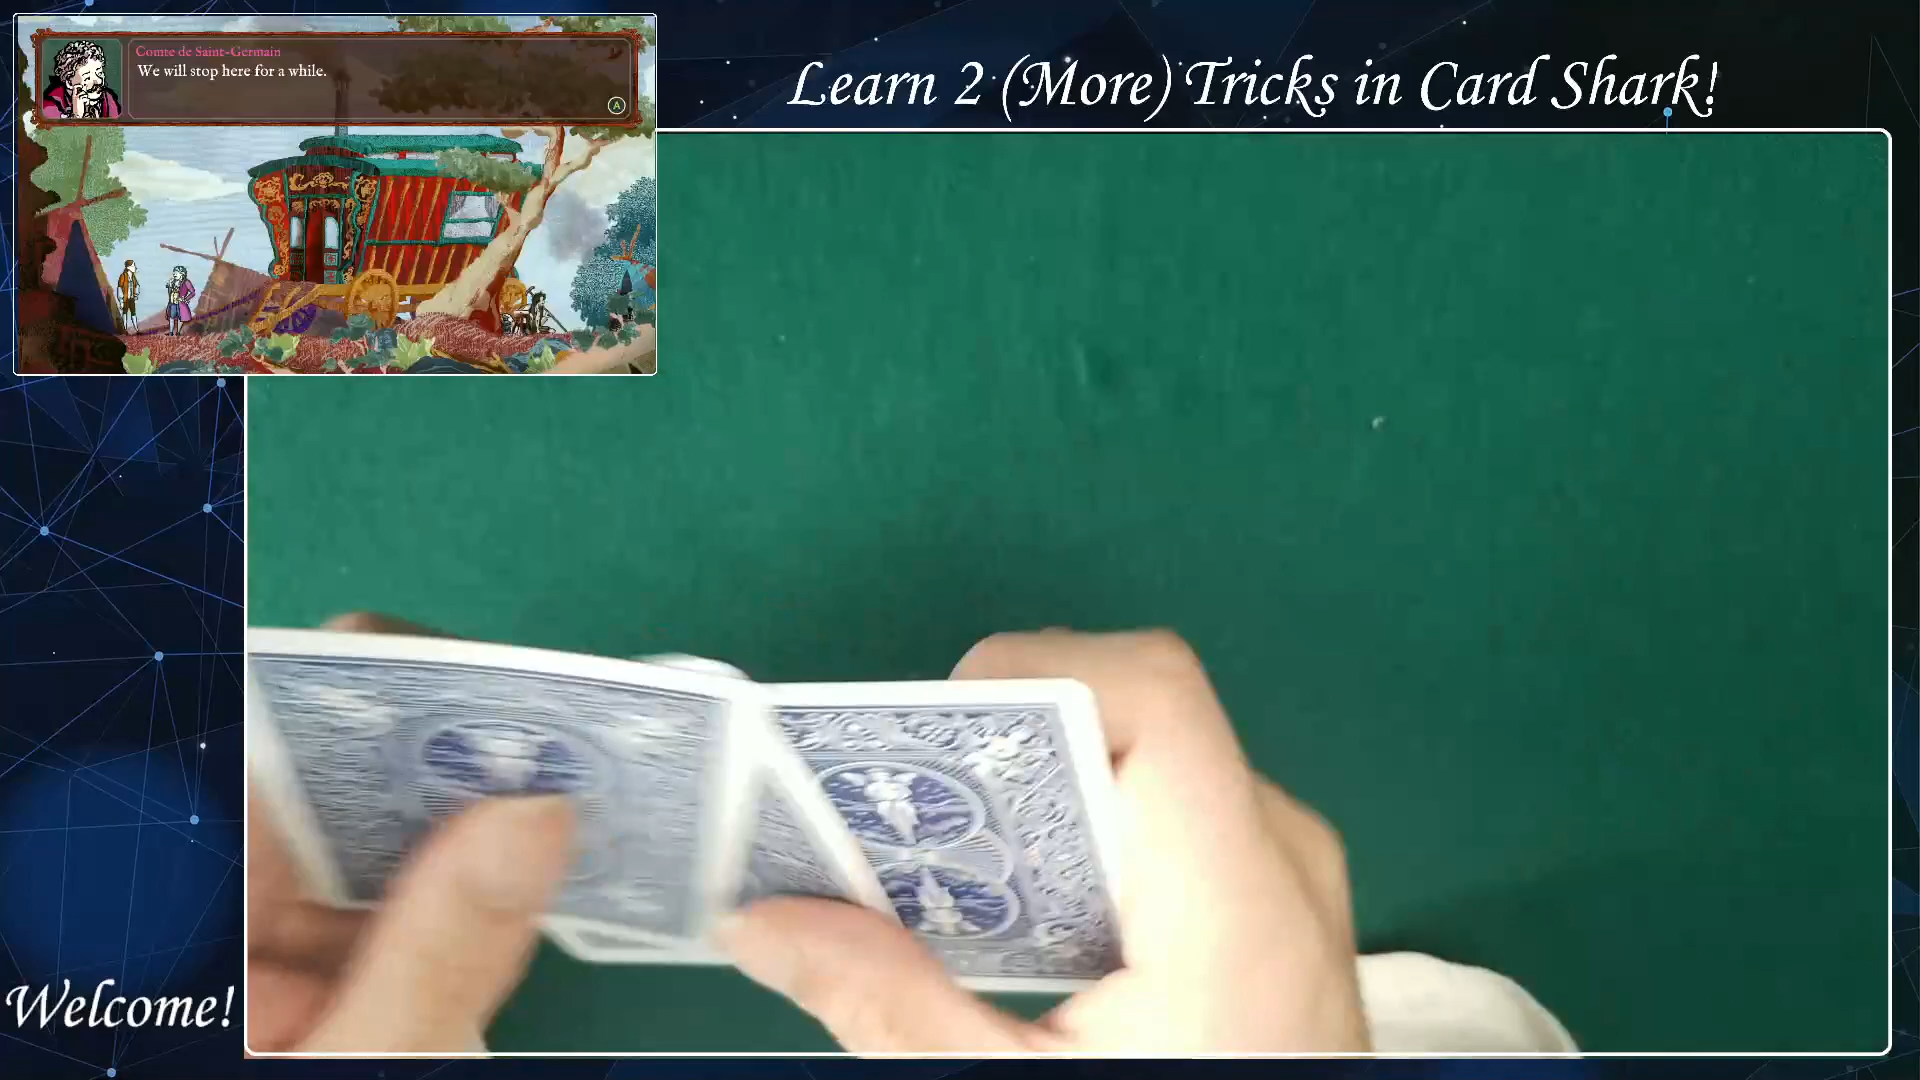 Comte de Saint-Germain
We will stop here for a while.
A
Learn 2 (More) Tricks in Card Shark!
Welcome!